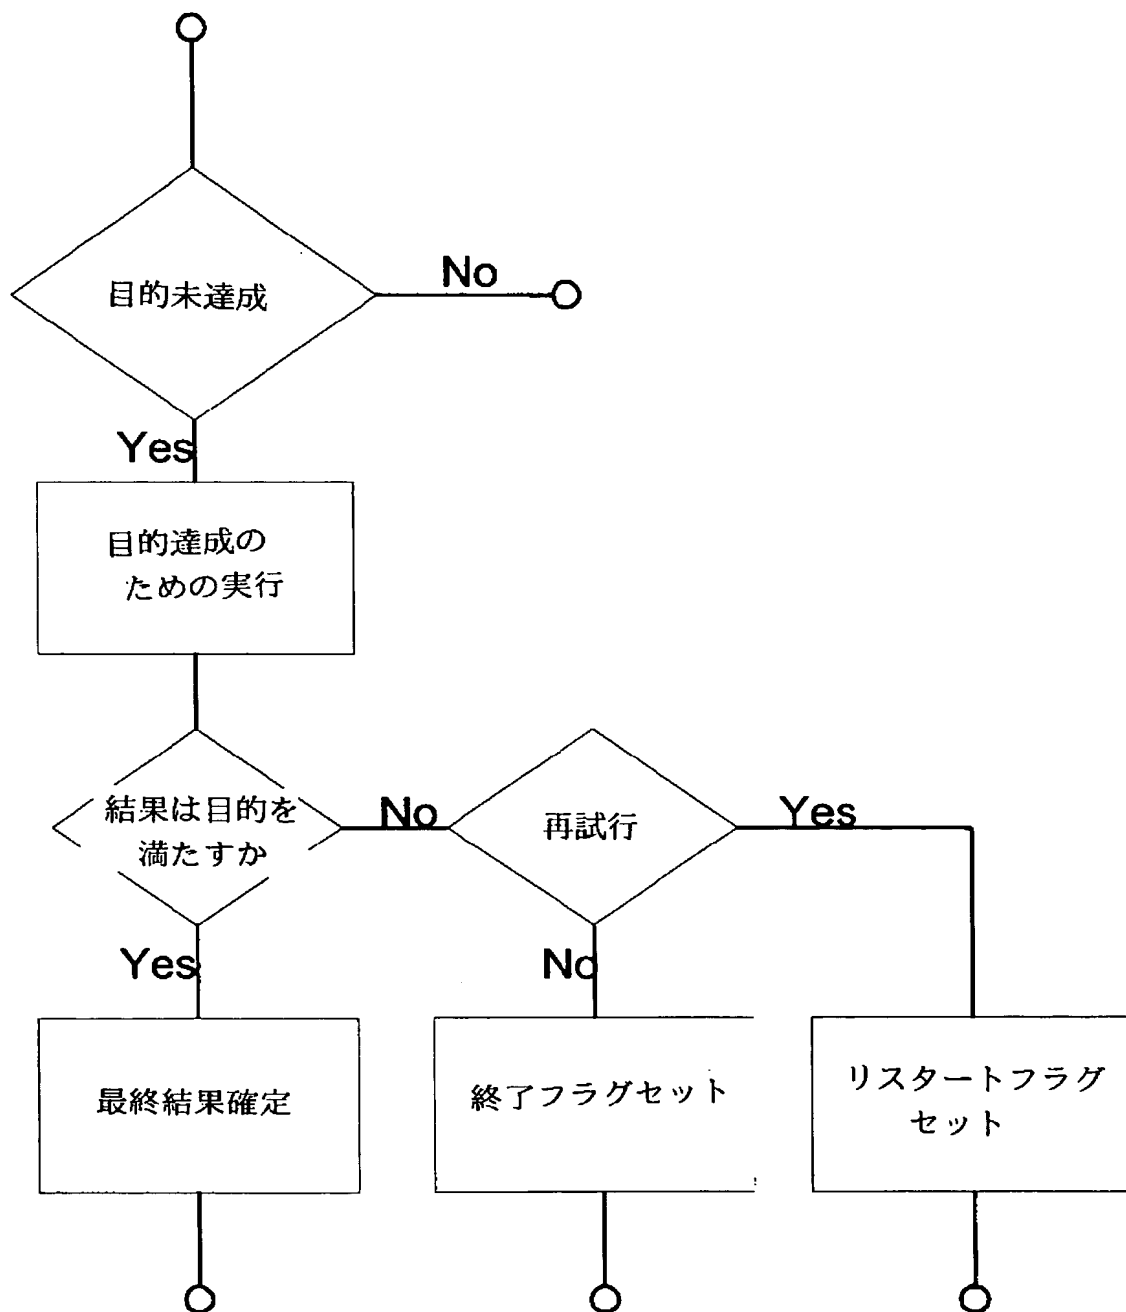 目的未達成
No
Yes
目的達成の
ための実行
結果は目的を
満たすか
No
再試行
Yes
Yes
No
最終結果確定
終了フラグセット
リスタートフラグ
セット